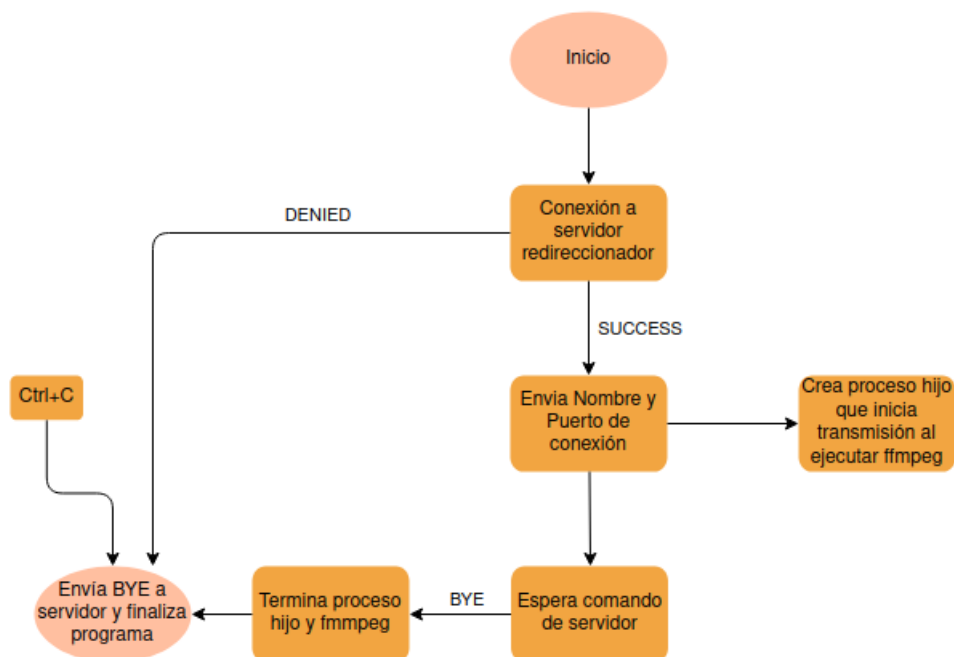 Inicio
Conexión a
servidor
redireccionador
DENIED
SUCCESS
Ctrl+C
Envia Nombre y
Puerto de
conexión
Crea proceso hijo
que inicia
transmisión al
ejecutar ffmpeg
Envía BYE a
servidor y finaliza
programa
Termina proceso
hijo y fmmpeg
BYE
Espera comando
de servidor